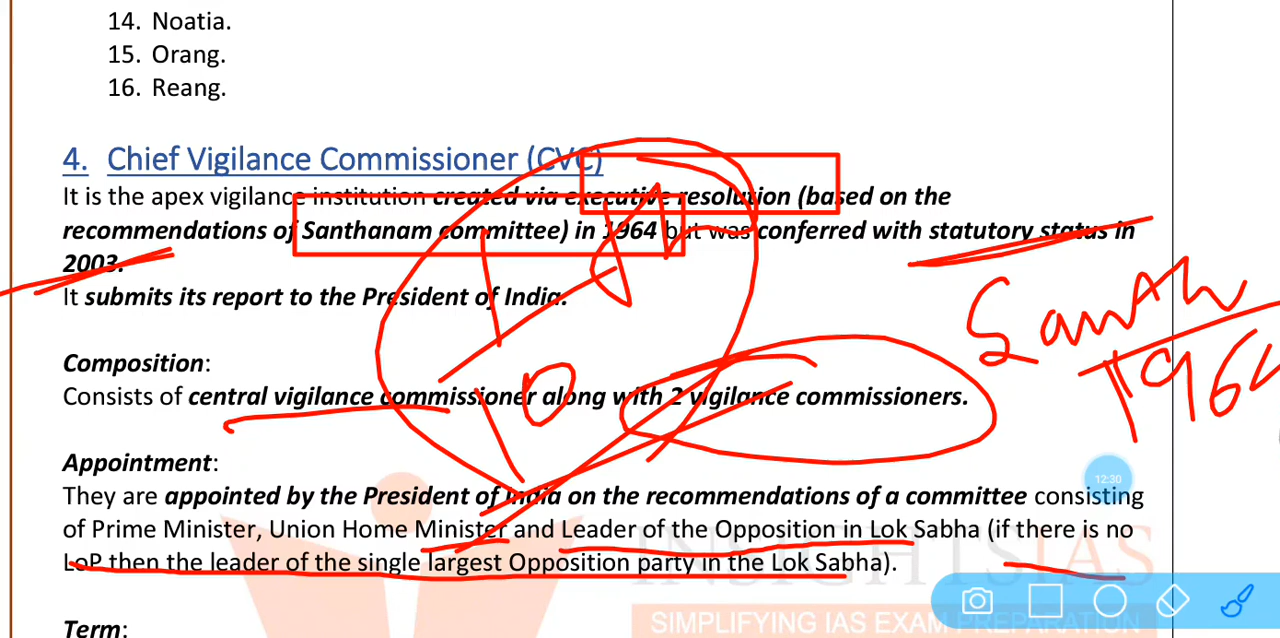 14. Noatia.
15. Orang.
16. Reang.
4. Chief Vigilance Commissioner (CVC)
It is the apex vigilance institution created via executive resolution (based on the
recommendations of Santhanam committee) in 1964 but was conferred with statutory status in
2003.
It submits its report to the President of India.
Santh
1964
Composition:
Consists of central vigilance commissioner along with 2 vigilance commissioners.
Appointment:
12:30
They are appointed by the President of India on the recommendations of a committee consisting
of Prime Minister, Union Home Minister and Leader of the Opposition in Lok Sabha (if there is no
LoP then the leader of the single largest Opposition party in the Lok Sabha).
INSIGHTSIAS
SIMPLIFYING IAS EXAM PREPARATION
Term: